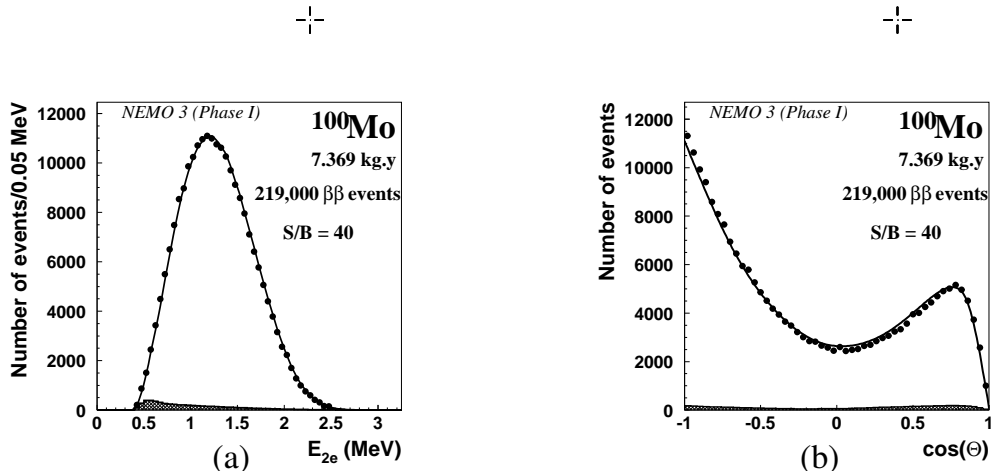 Number of events/0.05 MeV
12000
10000
8000
6000
4000
2000
0
NEMO 3 (Phase I)
100Mo
7.369 kg.y
219,000 ββ events
S/B = 40
0 0.5 1 1.5 2 2.5 3
E2e (MeV)
(a)
Number of events
12000
10000
8000
6000
4000
2000
0
NEMO 3 (Phase I)
100Mo
7.369 kg.y
219,000 ββ events
S/B = 40
-1 -0.5 0 0.5 1
cos(Θ)
(b)